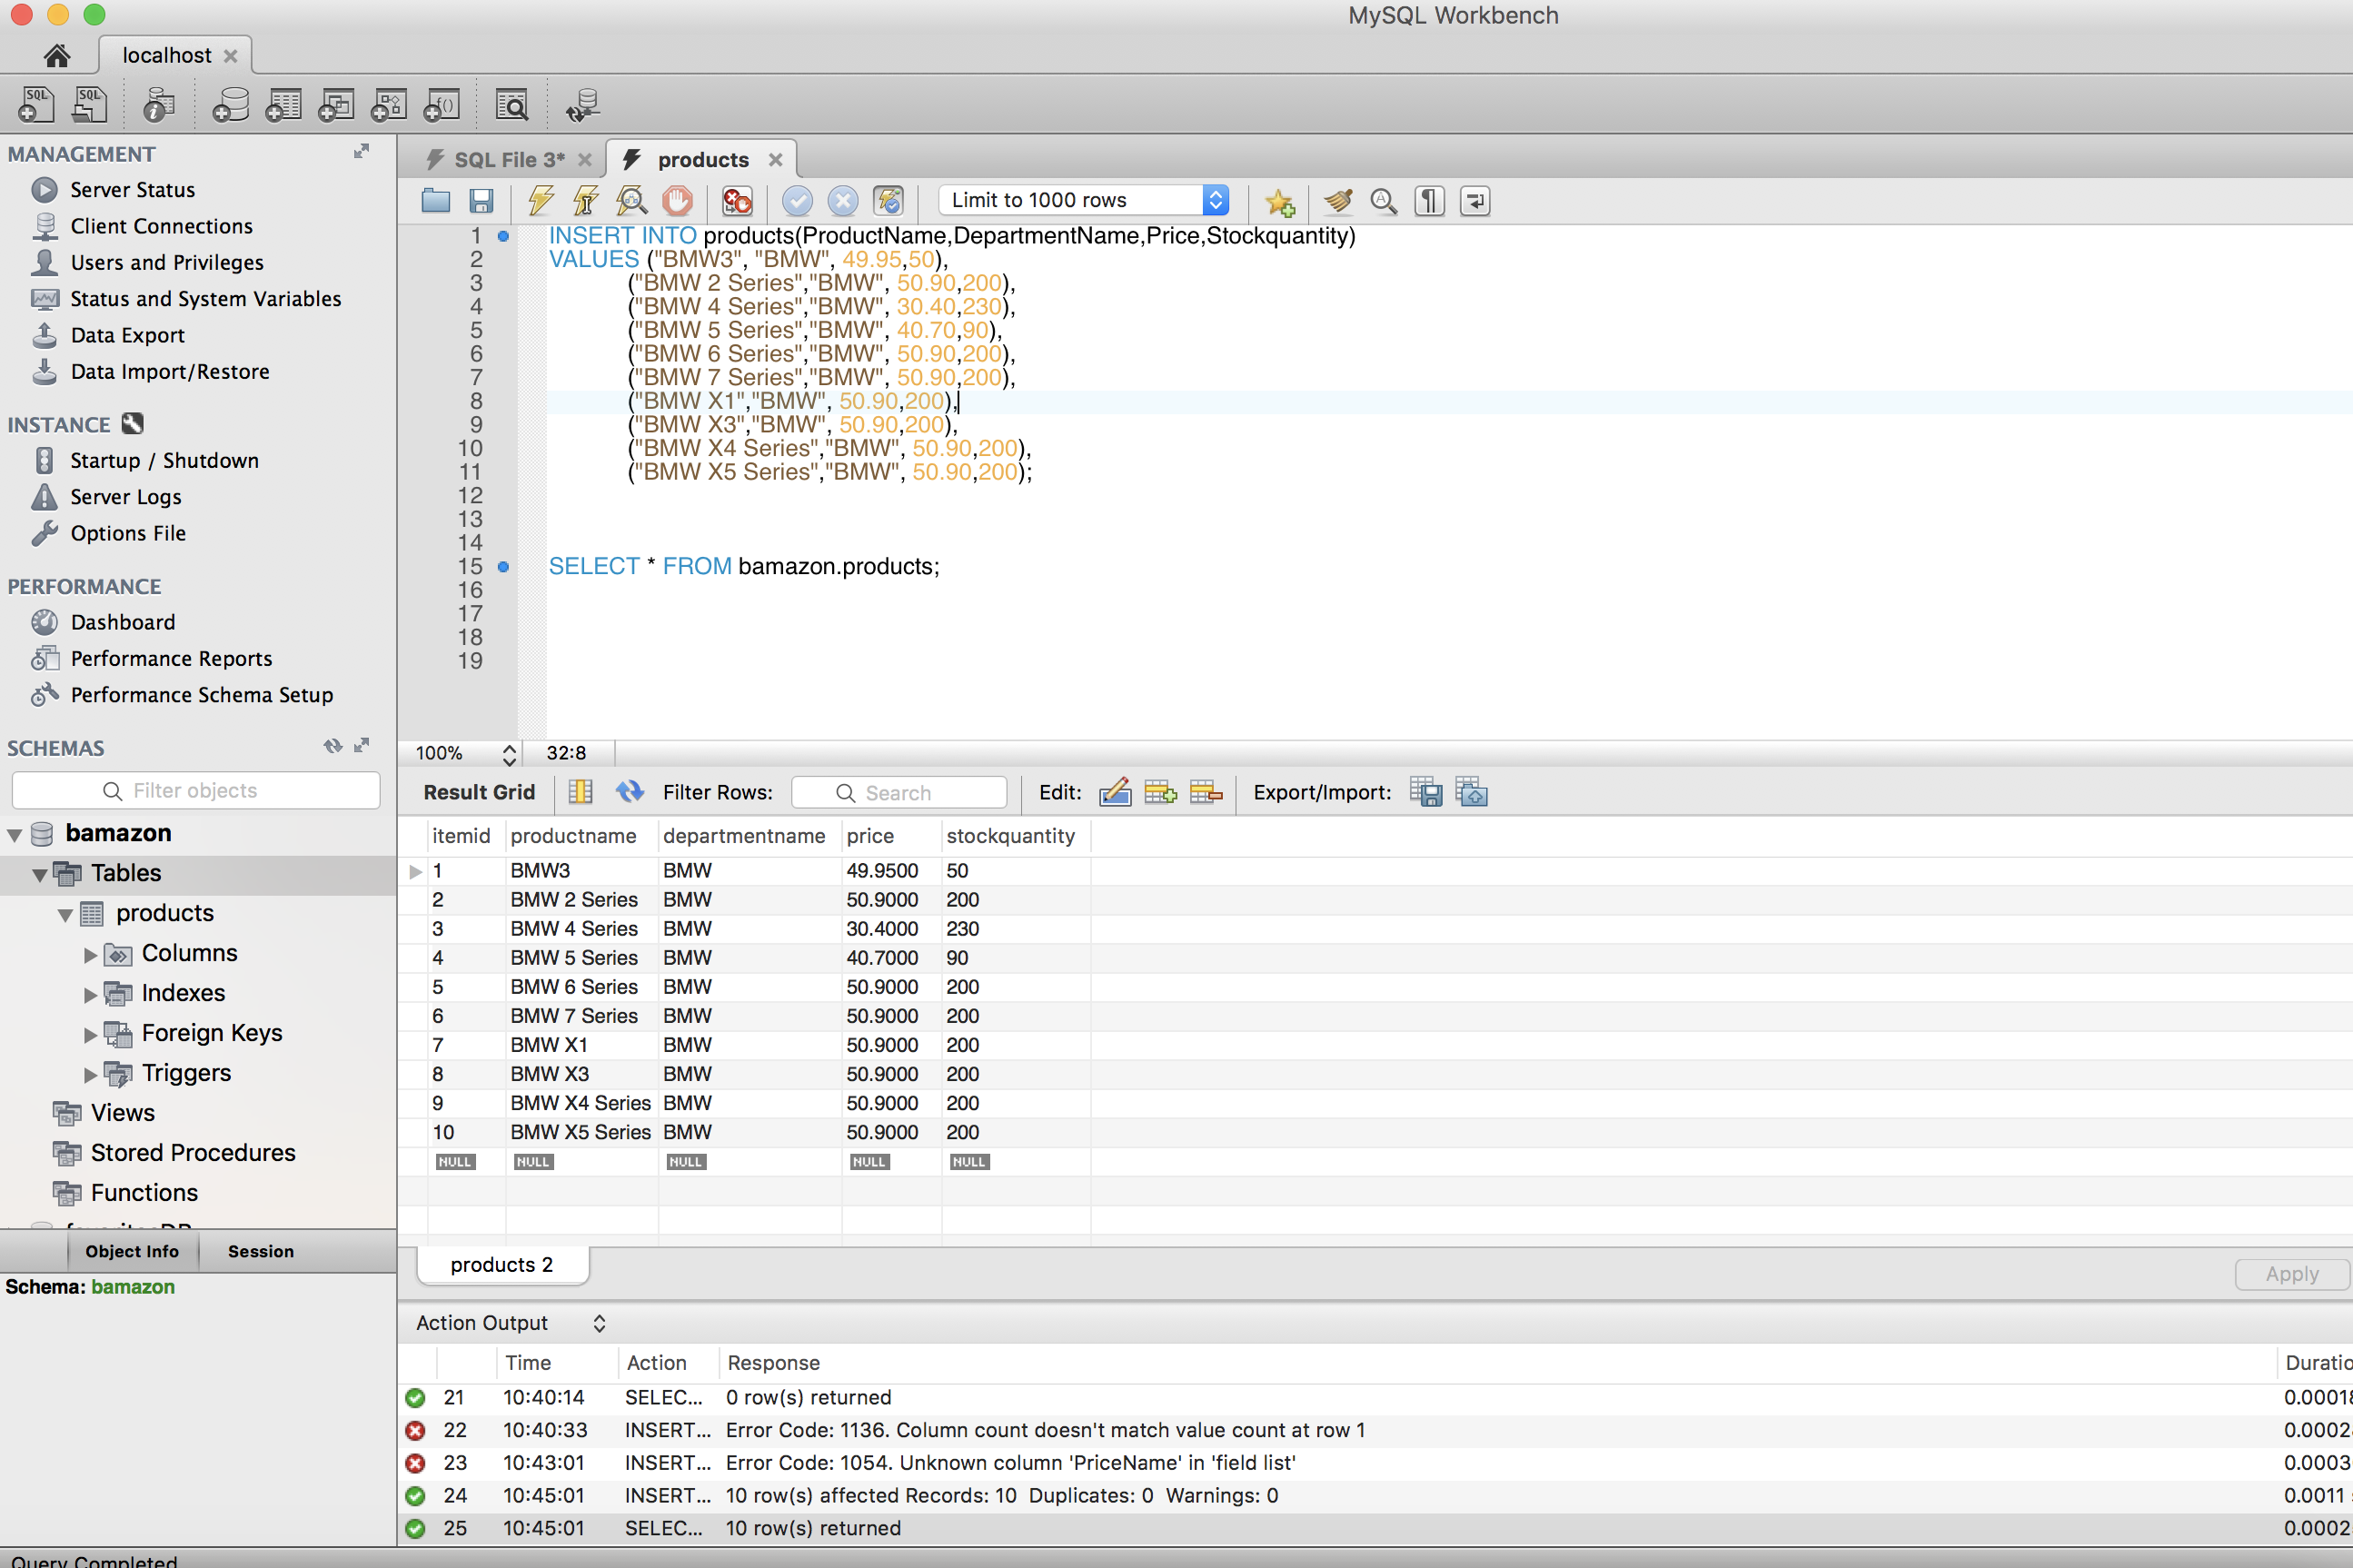 MySQL Workbench
localhost
MANAGEMENT
Server Status
Client Connections
Users and Privileges
Status and System Variables
Data Export
Data Import/Restore
INSTANCE
Startup / Shutdown
Server Logs
Options File
PERFORMANCE
Dashboard
Performance Reports
Performance Schema Setup
SCHEMAS
Filter objects
bamazon
Tables
products
Columns
Indexes
Foreign Keys
Triggers
Views
Stored Procedures
Functions
Object Info Session
Schema: bamazon
SQL File 3* products
Limit to 1000 rows
1 INSERT INTO products(ProductName,DepartmentName,Price,Stockquantity)
2 VALUES ("BMW3", "BMW", 49.95,50),
3 ("BMW 2 Series","BMW", 50.90,200),
4 ("BMW 4 Series","BMW", 30.40,230),
5 ("BMW 5 Series","BMW", 40.70,90),
6 ("BMW 6 Series","BMW", 50.90,200),
7 ("BMW 7 Series","BMW", 50.90,200),
8 ("BMW X1","BMW", 50.90,200),
9 ("BMW X3","BMW", 50.90,200),
10 ("BMW X4 Series","BMW", 50.90,200),
11 ("BMW X5 Series","BMW", 50.90,200);
12
13
14
15 SELECT * FROM bamazon.products;
16
17
18
19
100% 32:8
Result Grid Filter Rows: Search Edit: Export/Import:
itemid productname departmentname price stockquantity
1 BMW3 BMW 49.9500 50
2 BMW 2 Series BMW 50.9000 200
3 BMW 4 Series BMW 30.4000 230
4 BMW 5 Series BMW 40.7000 90
5 BMW 6 Series BMW 50.9000 200
6 BMW 7 Series BMW 50.9000 200
7 BMW X1 BMW 50.9000 200
8 BMW X3 BMW 50.9000 200
9 BMW X4 Series BMW 50.9000 200
10 BMW X5 Series BMW 50.9000 200
NULL NULL NULL NULL NULL
products 2
Apply
Action Output
Time Action Response Duratio
21 10:40:14 SELEC... 0 row(s) returned 0.00018
22 10:40:33 INSERT... Error Code: 1136. Column count doesn't match value count at row 1 0.0002
23 10:43:01 INSERT... Error Code: 1054. Unknown column 'PriceName' in 'field list' 0.0003
24 10:45:01 INSERT... 10 row(s) affected Records: 10 Duplicates: 0 Warnings: 0 0.0011
25 10:45:01 SELEC... 10 row(s) returned 0.0002
Query Completed